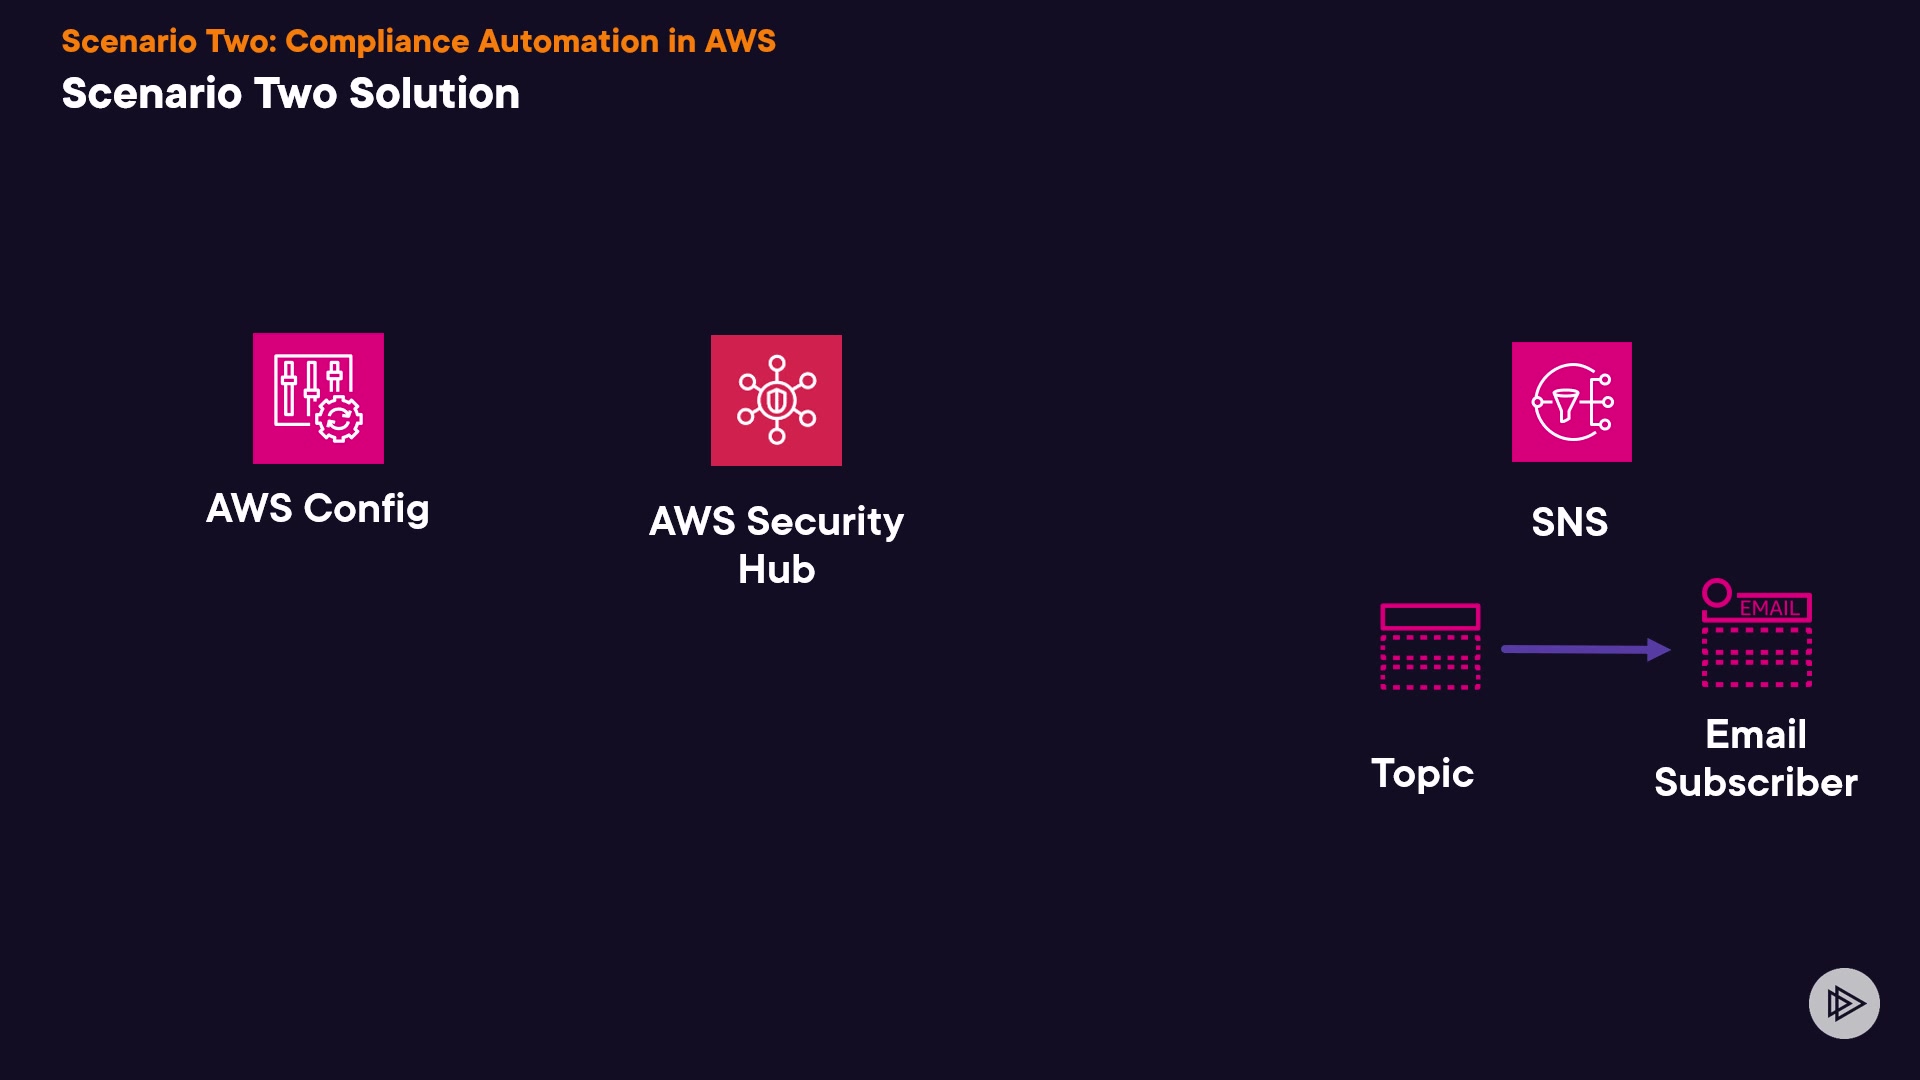 Scenario Two: Compliance Automation in AWS
Scenario Two Solution
AWS Config
AWS Security
Hub
SNS
EMAIL
Topic
Email
Subscriber